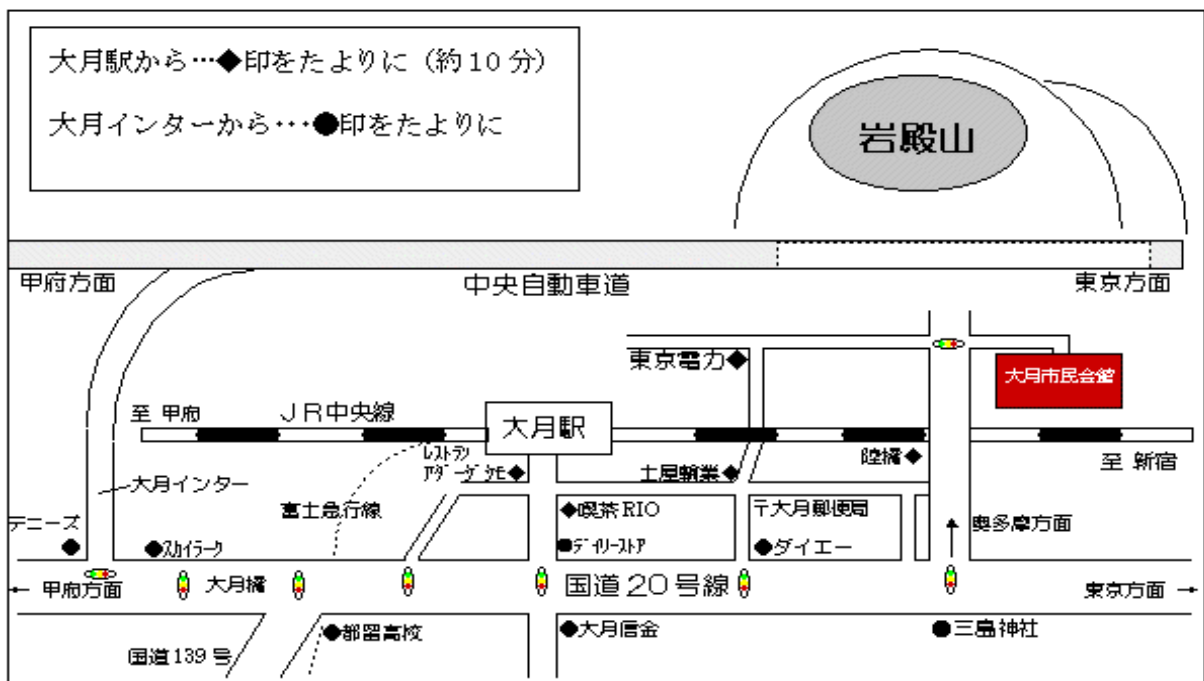 大月駅から…◆印をたよりに（約10分）
大月インターから…●印をたよりに
岩殿山
甲府方面
中央自動車道
東京方面
東京電力◆
大月市民会館
至 甲府
ＪＲ中央線
大月駅
レストラン
土屋輸業◆
陸橋◆
至 新宿
大月インター
富士急行線
◆喫茶RIO
〒大月郵便局
デニーズ
◆
奥多摩方面
●スカイラーク
●デイリーストア
●ダイエー
←甲府方面
大月橋
国道20号線
東京方面→
●都留高校
●大月信金
●三島神社
国道139号